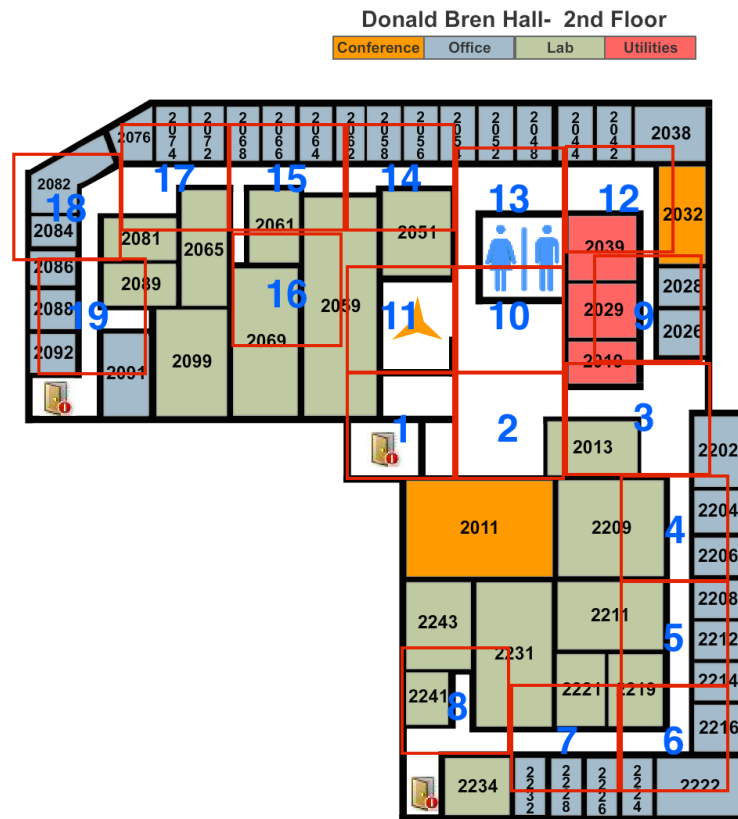 Donald Bren Hall- 2nd Floor
Conference Office Lab Utilities
2076 2074 2072 2068 2066 2064 2062 2058 2056 2054 2052 2048 2044 2042 2038
17 15 14 13 12
2082 18 2032
2084 2081 2065 2061 2051 2039
2086 2089 16 2059 11 10 2029 9 2028
2088 19 2026
2092 2091 2099 2069 2019
1 2 3
2013 2202
2011 2209 4 2204
2206
2208
2243 2211 5 2212
2231 2214
2241 8 2221 2219 2216
7 6
2234 2232 2228 2226 2224 2222